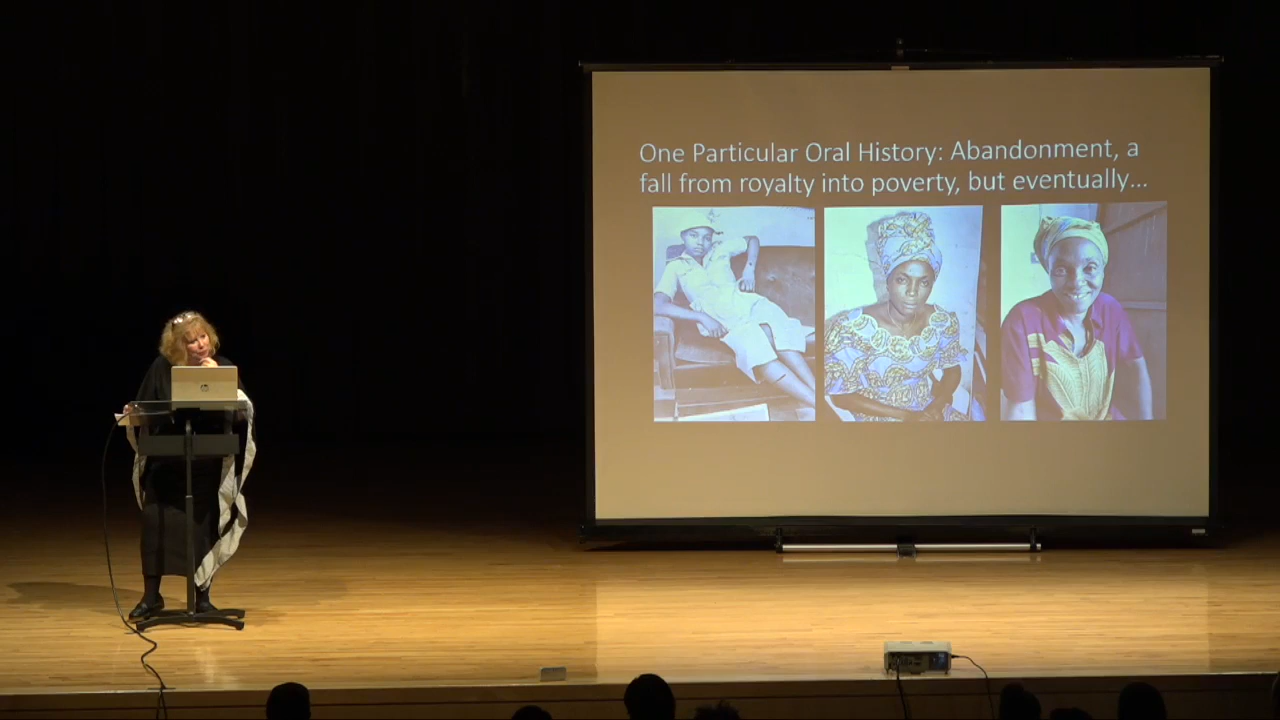 One Particular Oral History: Abandonment, a
fall from royalty into poverty, but eventually...